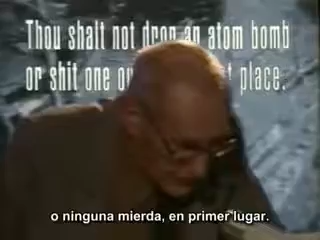 Thou shalt not drop an atom bomb
or shit one place.
o ninguna mierda, en primer lugar.